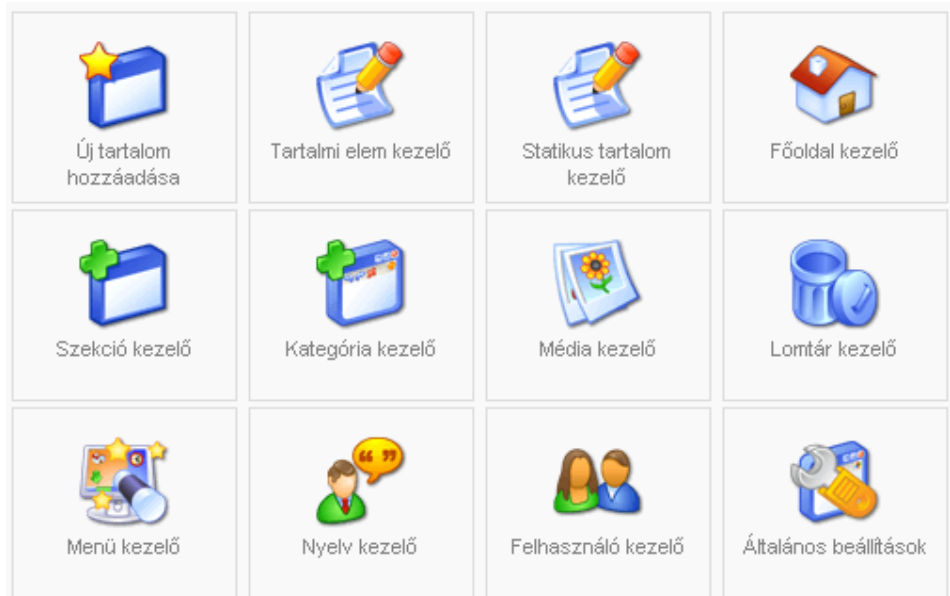 Új tartalom
hozzáadása
Tartalmi elem kezelő
Statikus tartalom
kezelő
Főoldal kezelő
Szekció kezelő
Kategória kezelő
Média kezelő
Lomtár kezelő
Menü kezelő
Nyelv kezelő
Felhasználó kezelő
Általános beállítások